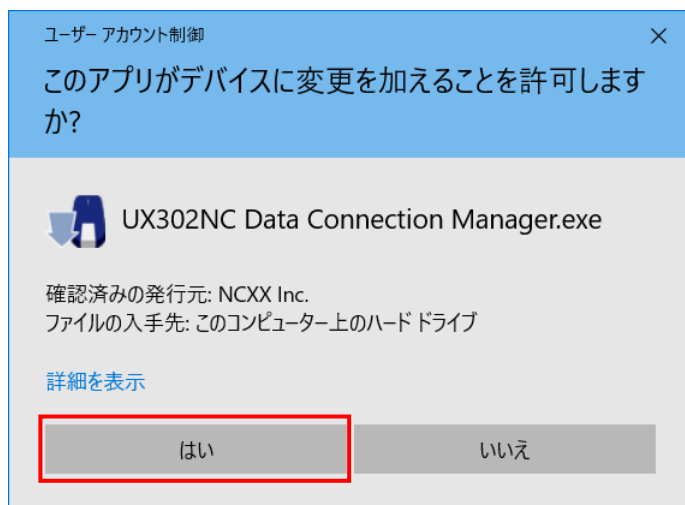 ユーザー アカウント制御
このアプリがデバイスに変更を加えることを許可します
か?
UX302NC Data Connection Manager.exe
確認済みの発行元: NCXX Inc.
ファイルの入手先: このコンピューター上のハード ドライブ
詳細を表示
はい
いいえ